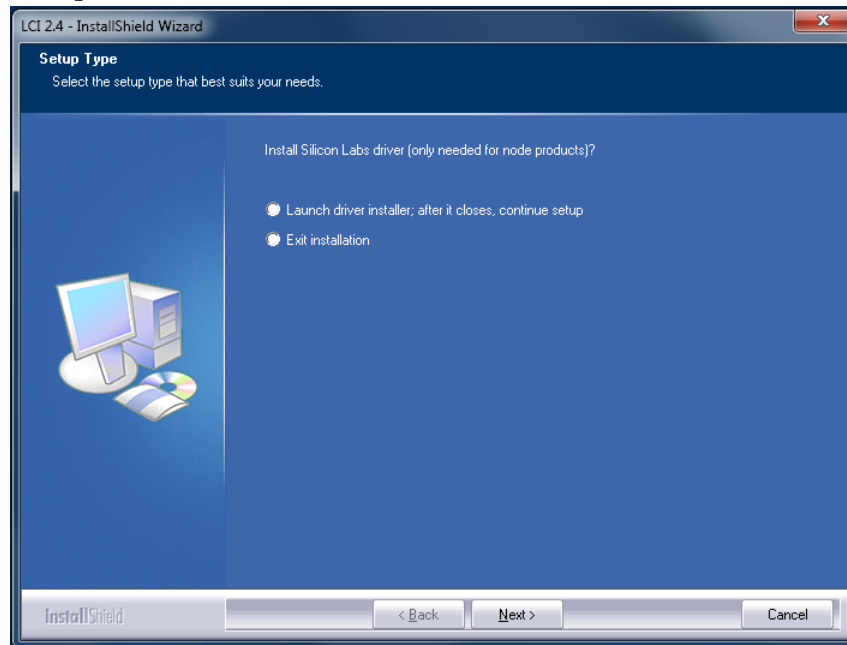 LCI 2.4 - InstallShield Wizard
Setup Type
Select the setup type that best suits your needs.
Install Silicon Labs driver (only needed for node products)?
Launch driver installer; after it closes, continue setup
Exit installation
InstallShield
< Back Next > Cancel